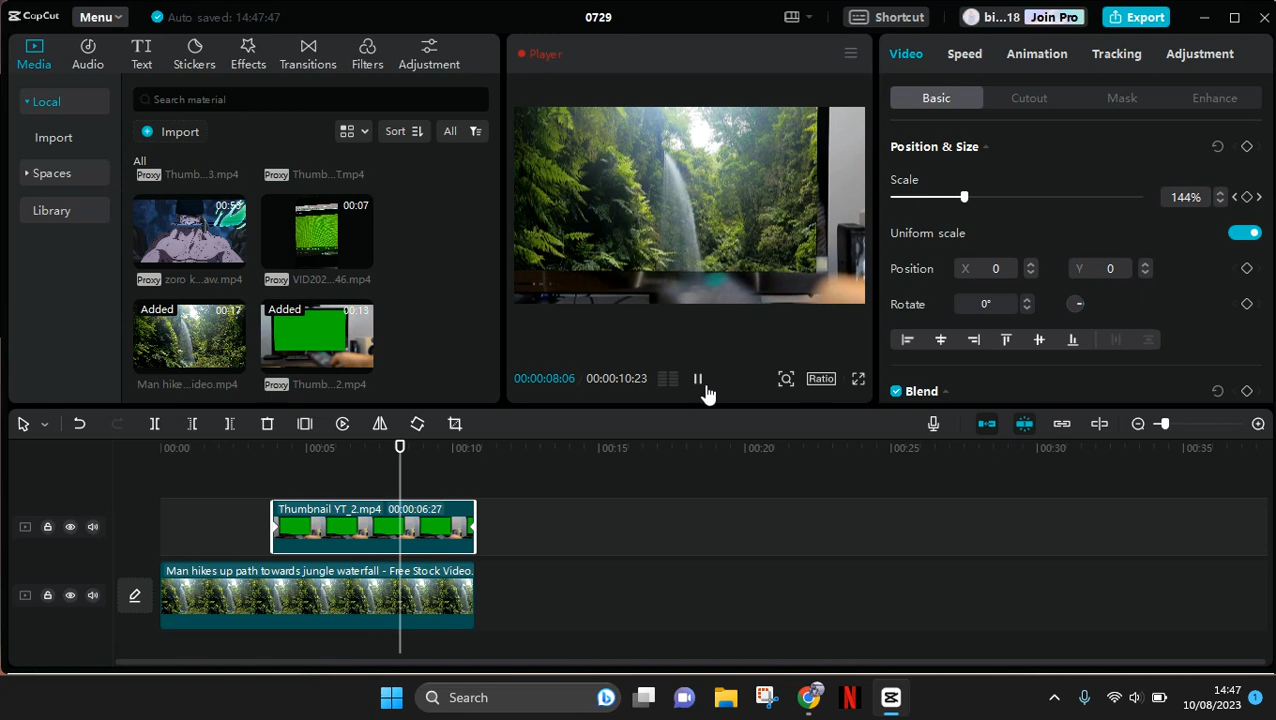 CapCut Menu Auto saved: 14:47:47 0729 Shortcut bi...18 Join Pro Export
Media Audio Text Stickers Effects Transitions Filters Adjustment
Local
Import
Spaces
Library
Search material
Import Sort All
All
Proxy Thumb...3.mp4 Proxy Thumb...T.mp4
00:07
Proxy zoro k...aw.mp4 Proxy VID202...46.mp4
Added 00:17 Added 00:13
Man hike...ideo.mp4 Proxy Thumb...2.mp4
Player
00:00:08:06 / 00:00:10:23 Ratio
Video Speed Animation Tracking Adjustment
Basic Cutout Mask Enhance
Position & Size
Scale
144%
Uniform scale
Position X 0 Y 0
Rotate 0°
Blend
00:00 00:05 00:10 00:15 00:20 00:25 00:30 00:35
Thumbnail YT_2.mp4 00:00:06:27
Man hikes up path towards jungle waterfall - Free Stock Video.
Search
14:47
10/08/2023
1